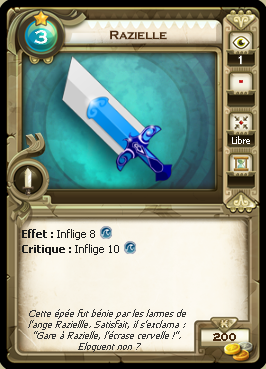 RAZIELLE
3
1
Libre
Effet : Inflige 8
Critique : Inflige 10
Cette épée fut bénie par les larmes de
l'ange Razielle. Satisfait, il s'exclama :
"Gare à Razielle, l'écrase cervelle !".
Eloquent non ?
K
200